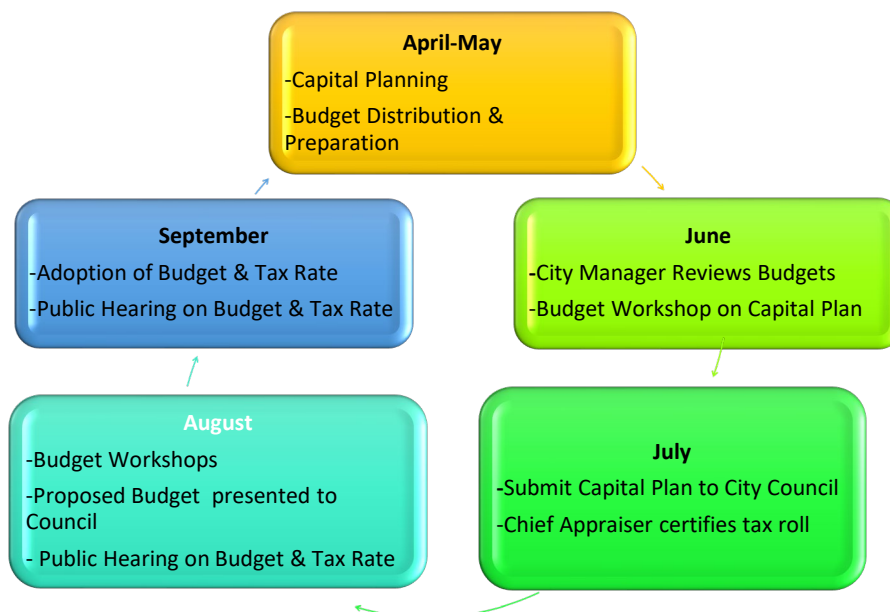 April-May
-Capital Planning
-Budget Distribution &
Preparation
June
-City Manager Reviews Budgets
-Budget Workshop on Capital Plan
July
-Submit Capital Plan to City Council
-Chief Appraiser certifies tax roll
August
-Budget Workshops
-Proposed Budget  presented to
Council
- Public Hearing on Budget & Tax Rate
September
-Adoption of Budget & Tax Rate
-Public Hearing on Budget & Tax Rate